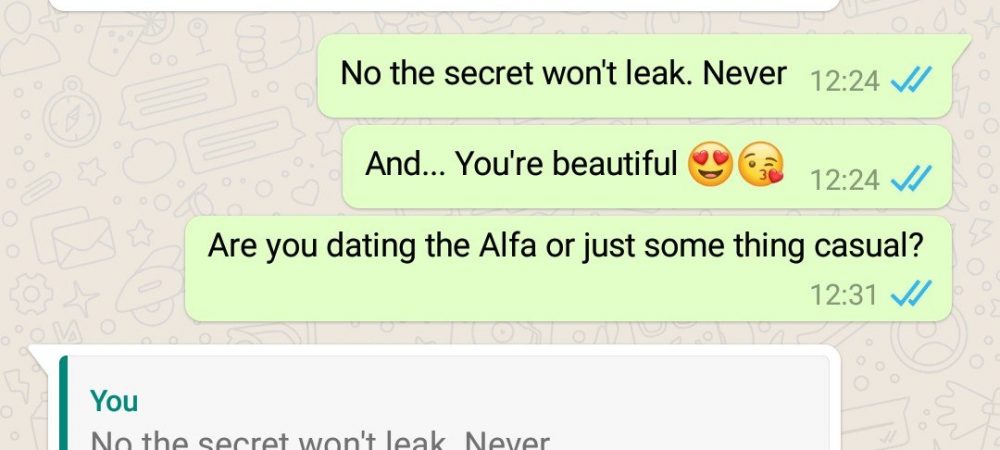 No the secret won't leak. Never 12:24
And... You're beautiful 😍😘 12:24
Are you dating the Alfa or just some thing casual?
12:31
You
No the secret won't leak. Never